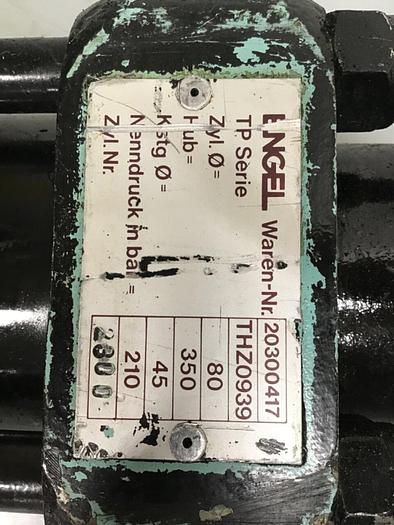 ENGEL Waren-Nr. 20300417
TP Serie THZ0939
Zyl. Ø= 80
Hub= 350
Kstg Ø= 45
Nenndruck in bar= 210
Zyl. Nr. 2300